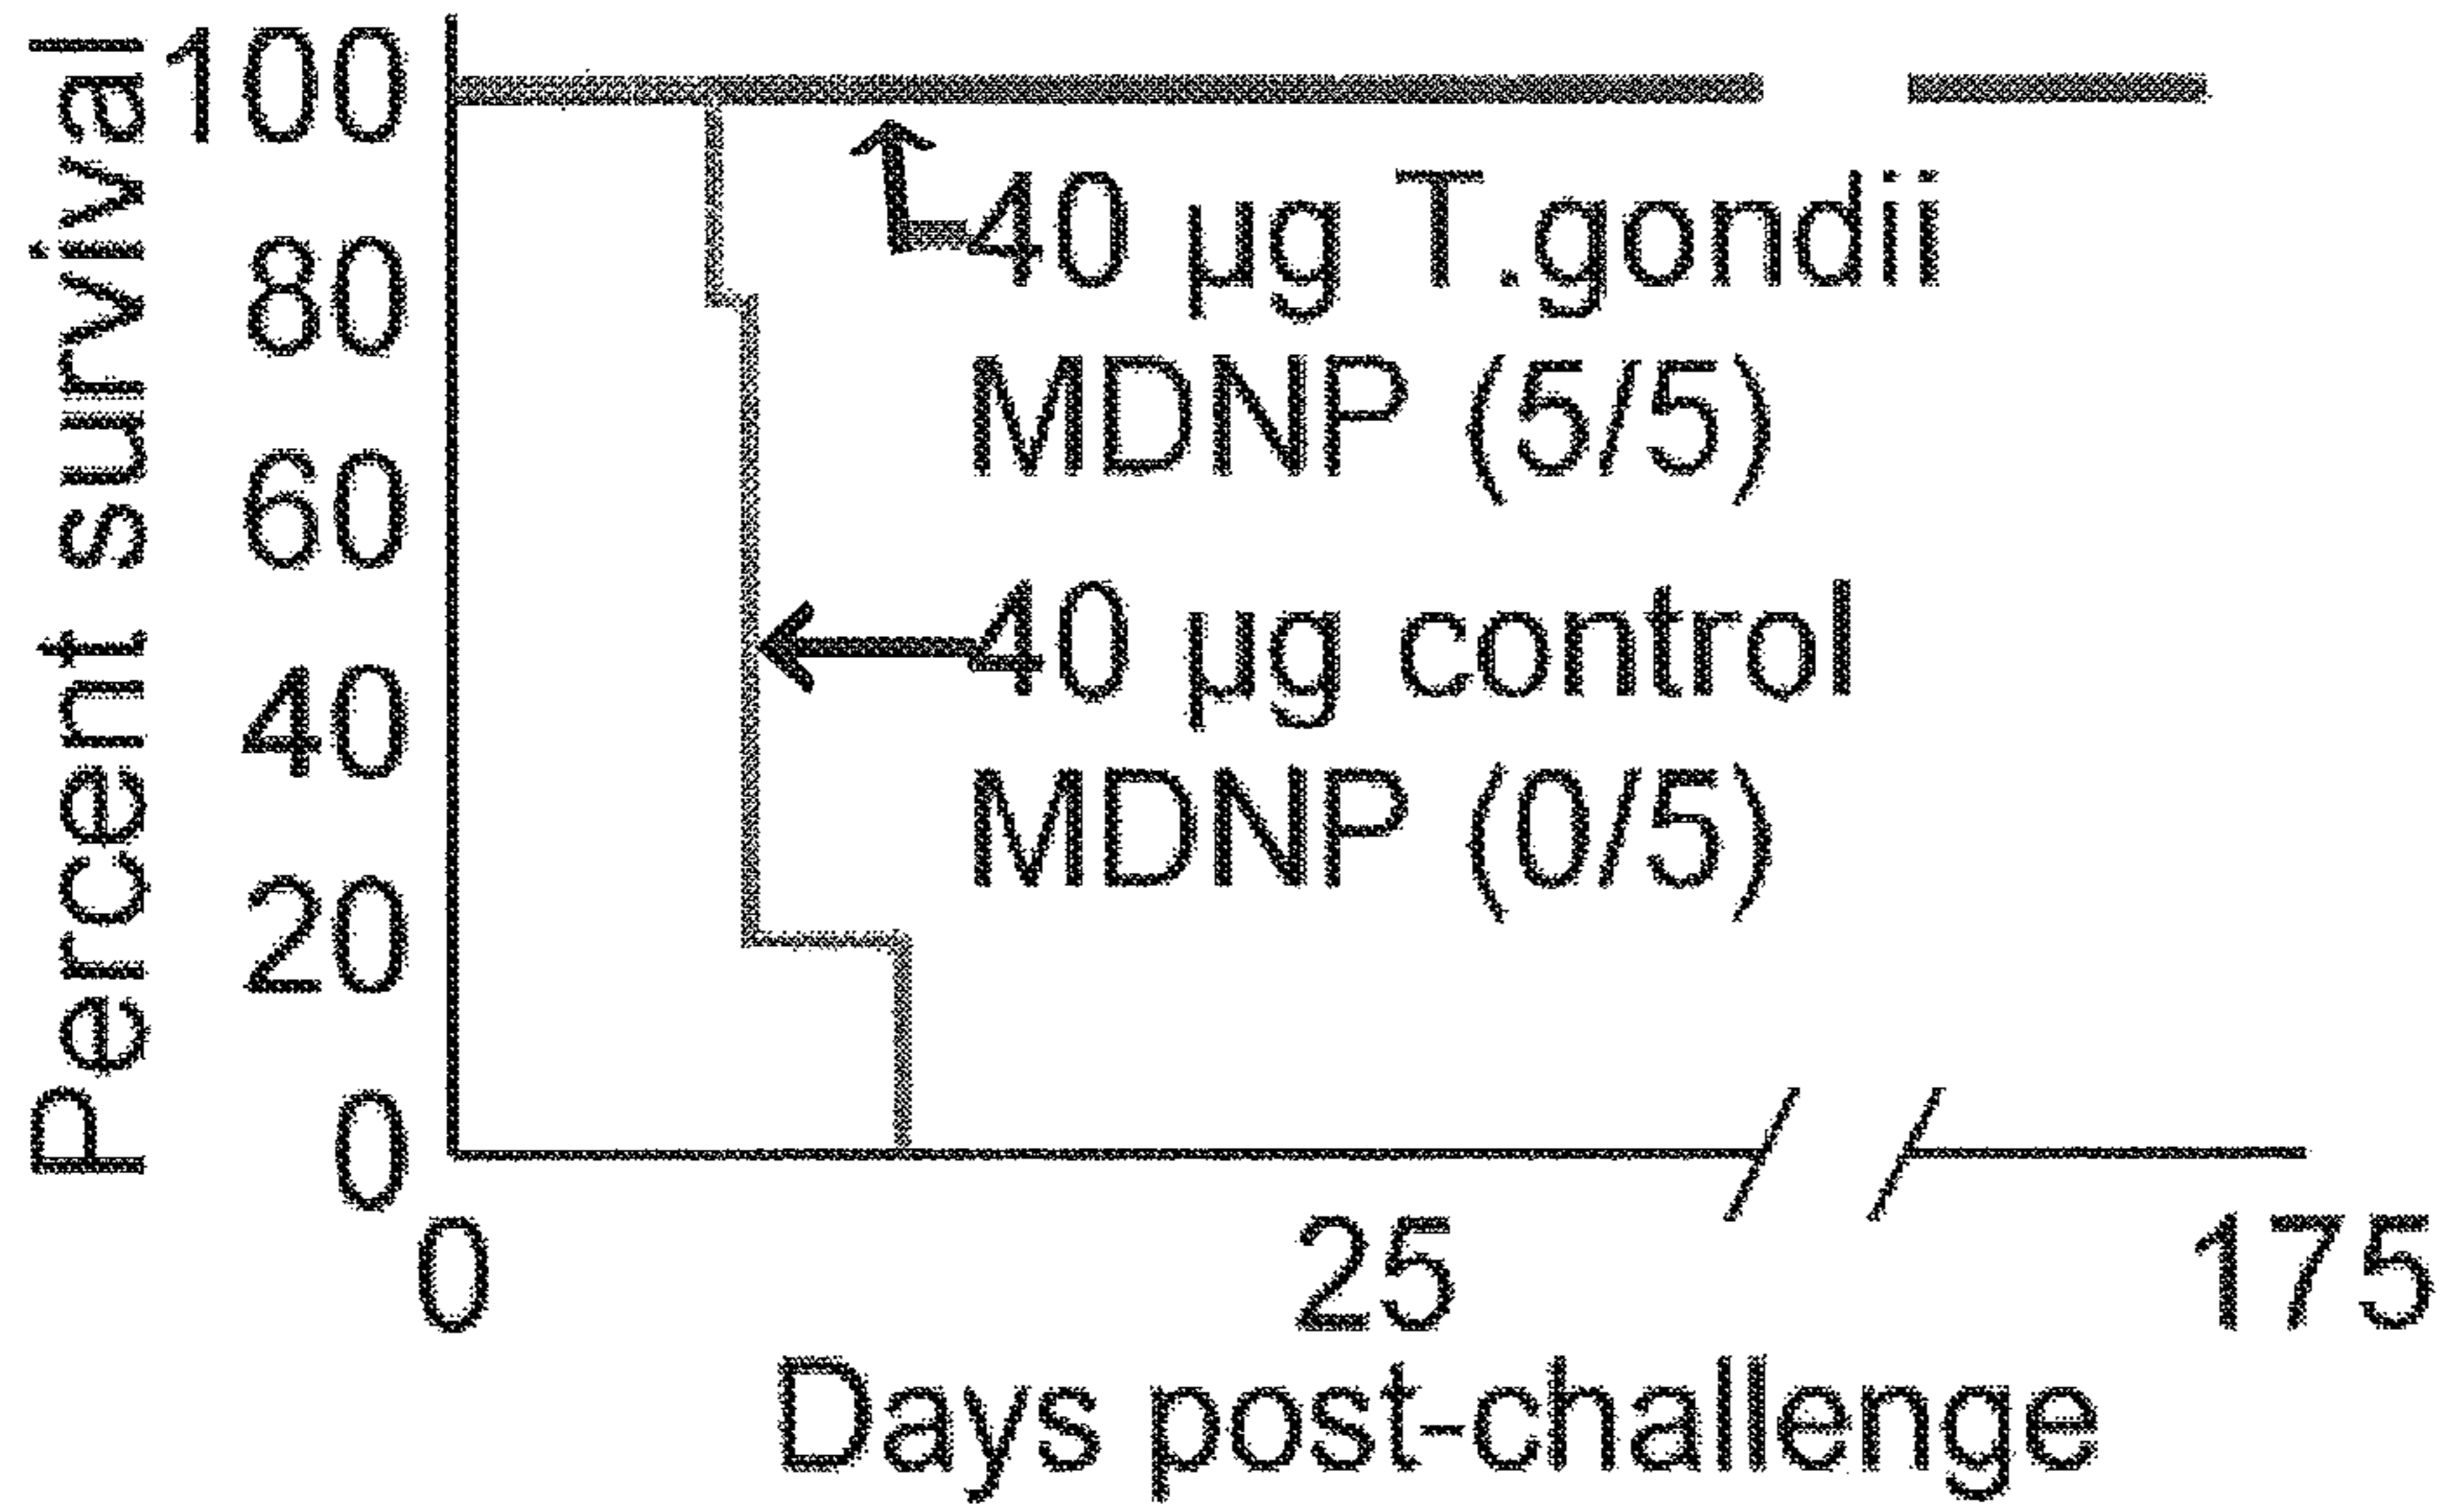 Percent survival
100
80
60
40
20
0
40 µg T.gondii
MDNP (5/5)
40 µg control
MDNP (0/5)
0 25 175
Days post-challenge